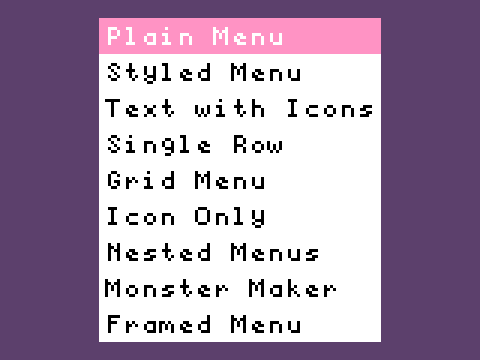 Plain Menu
Styled Menu
Text with Icons
Single Row
Grid Menu
Icon Only
Nested Menus
Monster Maker
Framed Menu